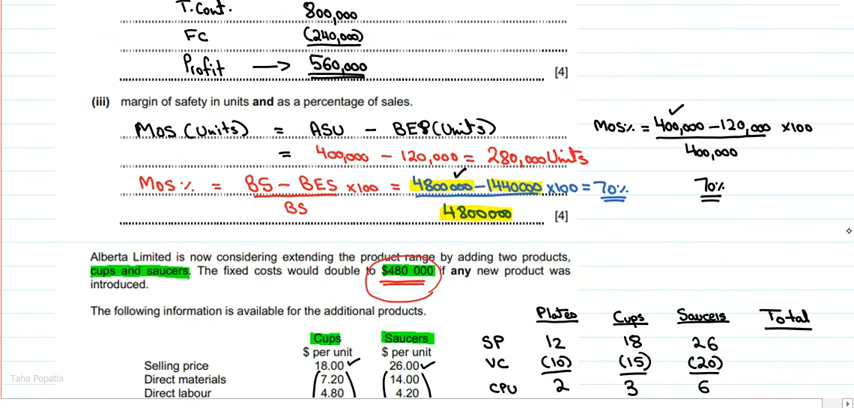 T.Cont. 800,000
FC (240,000)
Profit → 560,000
[4]
(iii) margin of safety in units and as a percentage of sales.
MOS (Units) = ASU - BEP(Units)
= 400,000 - 120,000 = 280,000 Units
MOS% = BS - BES x100 = 4800000 - 1440000 x100 = 70%
BS 4800000
[4]
MOS% = 400,000 - 120,000 x100
400,000
70%
Alberta Limited is now considering extending the product range by adding two products,
cups and saucers. The fixed costs would double to $480 000 if any new product was
introduced.
The following information is available for the additional products.
Cups Saucers
$ per unit $ per unit
Selling price 18.00 26.00
Direct materials 7.20 14.00
Direct labour 4.80 4.20
Plates Cups Saucers Total
SP 12 18 26
VC (10) (15) (20)
CPU 2 3 6
Taha Popatia